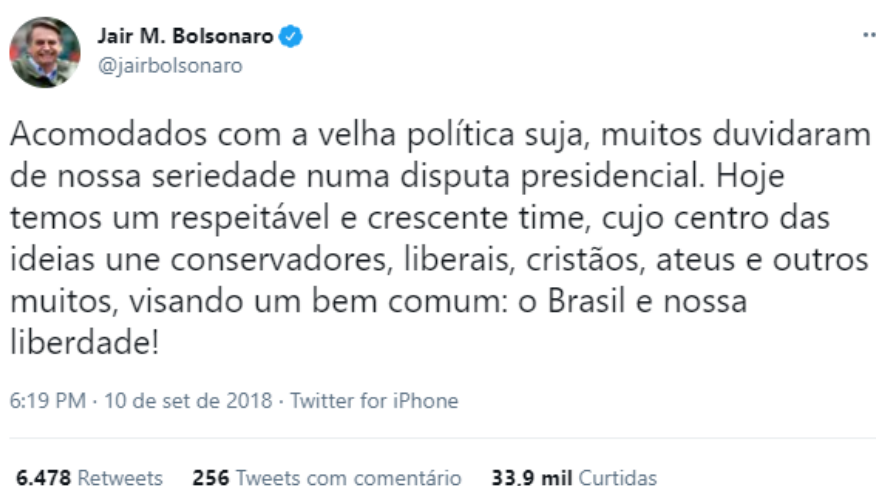 Jair M. Bolsonaro
@jairbolsonaro
Acomodados com a velha política suja, muitos duvidaram
de nossa seriedade numa disputa presidencial. Hoje
temos um respeitável e crescente time, cujo centro das
ideias une conservadores, liberais, cristãos, ateus e outros
muitos, visando um bem comum: o Brasil e nossa
liberdade!
6:19 PM · 10 de set de 2018 · Twitter for iPhone
6.478 Retweets 256 Tweets com comentário 33,9 mil Curtidas